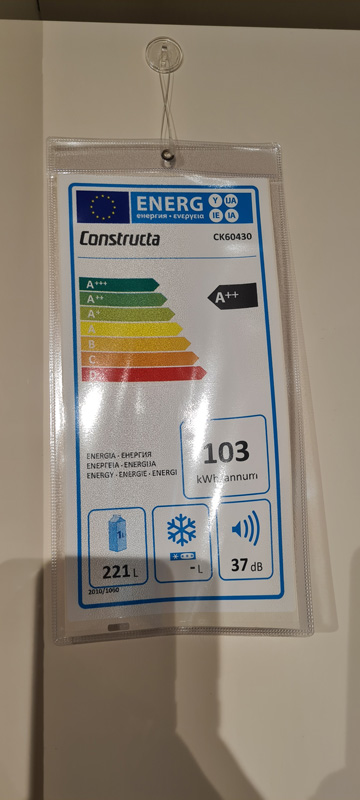 ENERG Y UA
енергия · ενεργεια IE IA
Constructa CK60430
A+++
A++ A++
A+
A
B
C
D
ENERGIA · ЕНЕРГИЯ
ΕΝΕΡΓΕΙΑ · ENERGIJA
ENERGY · ENERGIE · ENERGI
103
kWh/annum
1L
221 L
- L
37 dB
2010/1060